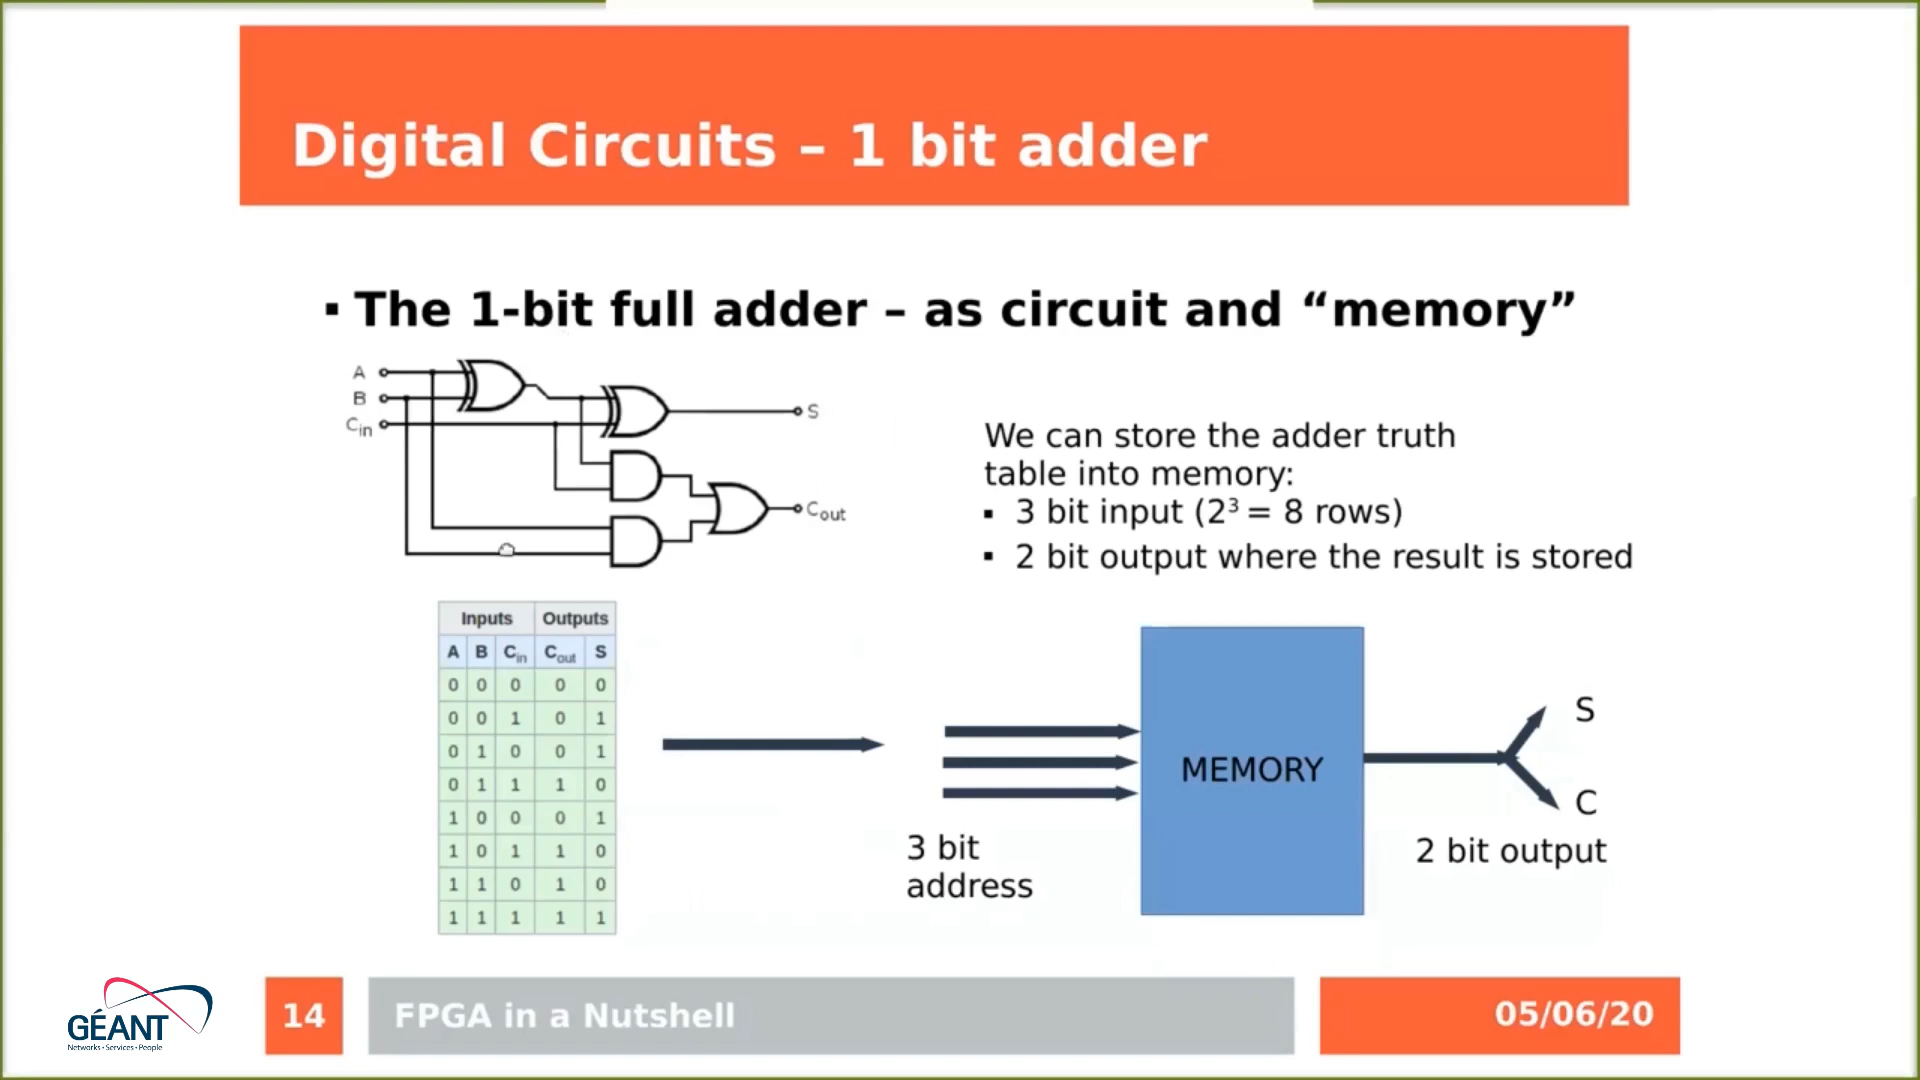 Digital Circuits – 1 bit adder
▪ The 1-bit full adder – as circuit and “memory”
A
B
Cin
S
Cout
We can store the adder truth
table into memory:
▪ 3 bit input (2³ = 8 rows)
▪ 2 bit output where the result is stored
Inputs Outputs
A B Cin Cout S
0 0 0 0 0
0 0 1 0 1
0 1 0 0 1
0 1 1 1 0
1 0 0 0 1
1 0 1 1 0
1 1 0 1 0
1 1 1 1 1
3 bit
address
MEMORY
S
C
2 bit output
GÉANT
Networks • Services • People
14
FPGA in a Nutshell
05/06/20